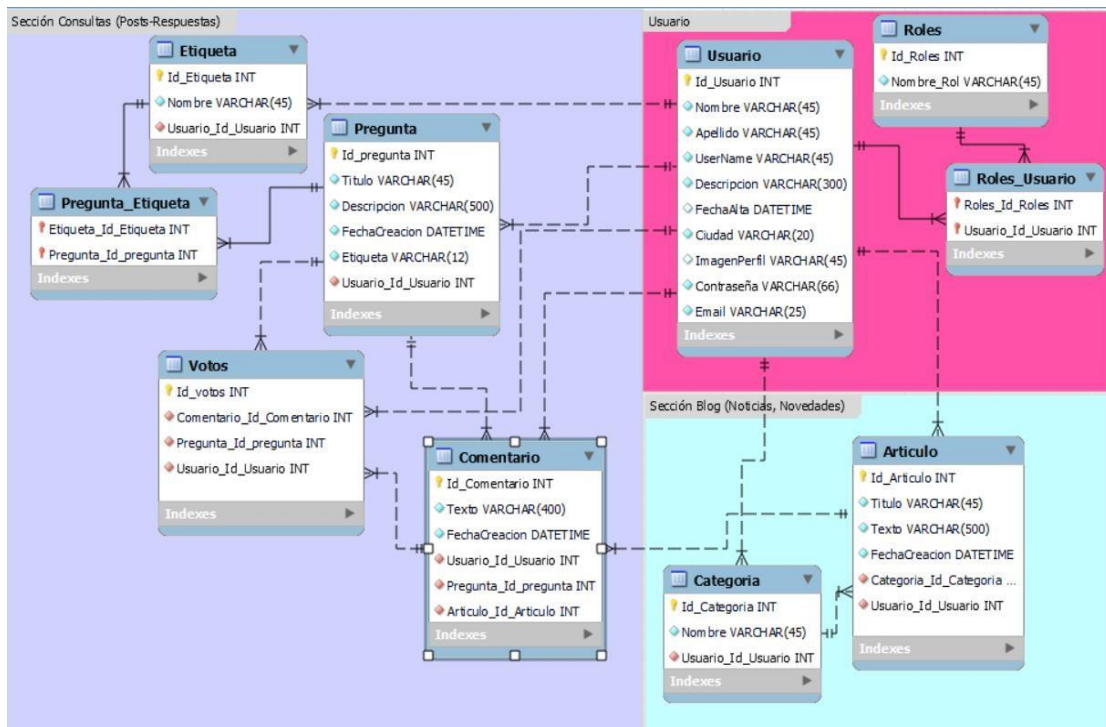 Sección Consultas (Posts-Respuestas)
Etiqueta
Id_Etiqueta INT
Nombre VARCHAR(45)
Usuario_Id_Usuario INT
Indexes
Pregunta_Etiqueta
Etiqueta_Id_Etiqueta INT
Pregunta_Id_pregunta INT
Indexes
Pregunta
Id_pregunta INT
Titulo VARCHAR(45)
Descripcion VARCHAR(500)
FechaCreacion DATETIME
Etiqueta VARCHAR(12)
Usuario_Id_Usuario INT
Indexes
Votos
Id_votos INT
Comentario_Id_Comentario INT
Pregunta_Id_pregunta INT
Usuario_Id_Usuario INT
Indexes
Comentario
Id_Comentario INT
Texto VARCHAR(400)
FechaCreacion DATETIME
Usuario_Id_Usuario INT
Pregunta_Id_pregunta INT
Articulo_Id_Articulo INT
Indexes
Usuario
Usuario
Id_Usuario INT
Nombre VARCHAR(45)
Apellido VARCHAR(45)
UserName VARCHAR(45)
Descripcion VARCHAR(300)
FechaAlta DATETIME
Ciudad VARCHAR(20)
ImagenPerfil VARCHAR(45)
Contraseña VARCHAR(66)
Email VARCHAR(25)
Indexes
Roles
Id_Roles INT
Nombre_Rol VARCHAR(45)
Indexes
Roles_Usuario
Roles_Id_Roles INT
Usuario_Id_Usuario INT
Indexes
Sección Blog (Noticias, Novedades)
Articulo
Id_Articulo INT
Titulo VARCHAR(45)
Texto VARCHAR(500)
FechaCreacion DATETIME
Categoria_Id_Categoria ...
Usuario_Id_Usuario INT
Indexes
Categoria
Id_Categoria INT
Nombre VARCHAR(45)
Usuario_Id_Usuario INT
Indexes